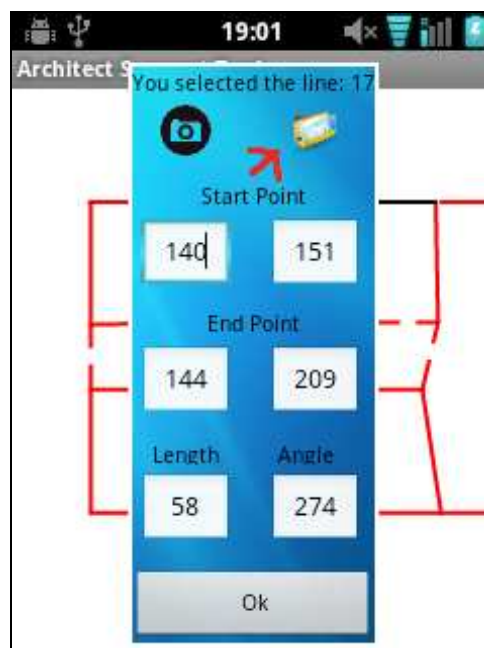 19:01
Architect S
You selected the line: 17
Start Point
140 151
End Point
144 209
Length Angle
58 274
Ok